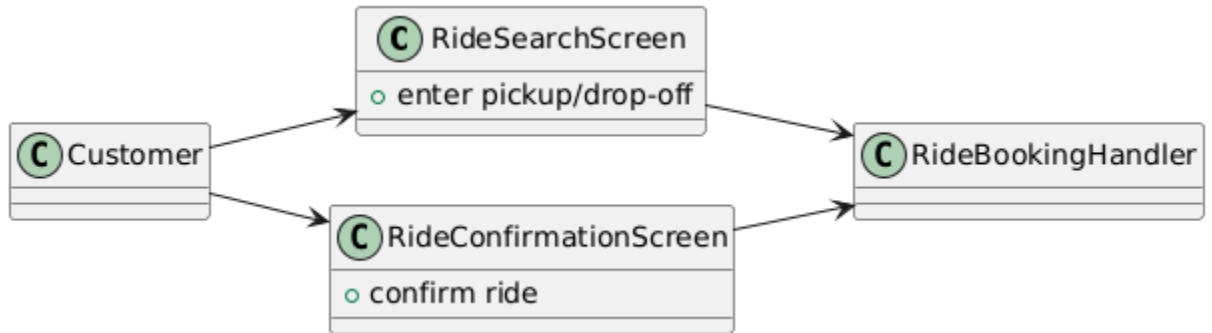 C RideSearchScreen
enter pickup/drop-off
C Customer
C RideBookingHandler
C RideConfirmationScreen
confirm ride